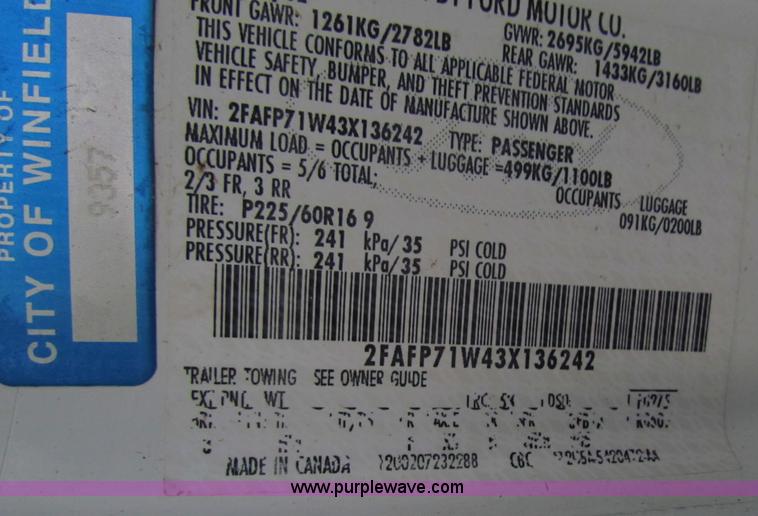 PROPERTY OF
CITY OF WINFIELD
9357
FORD MOTOR CO.
FRONT GAWR: 1261KG/2782LB
GVWR: 2695KG/5942LB
REAR GAWR: 1433KG/3160LB
THIS VEHICLE CONFORMS TO ALL APPLICABLE FEDERAL MOTOR
VEHICLE SAFETY, BUMPER, AND THEFT PREVENTION STANDARDS
IN EFFECT ON THE DATE OF MANUFACTURE SHOWN ABOVE.
VIN: 2FAFP71W43X136242 TYPE: PASSENGER
MAXIMUM LOAD = OCCUPANTS + LUGGAGE =499KG/1100LB
OCCUPANTS = 5/6 TOTAL; OCCUPANTS LUGGAGE
2/3 FR, 3 RR 091KG/0200LB
TIRE: P225/60R16 9
PRESSURE(FR): 241 kPa/35 PSI COLD
PRESSURE(RR): 241 kPa/35 PSI COLD
2FAFP71W43X136242
TRAILER TOWING SEE OWNER GUIDE
MADE IN CANADA
www.purplewave.com